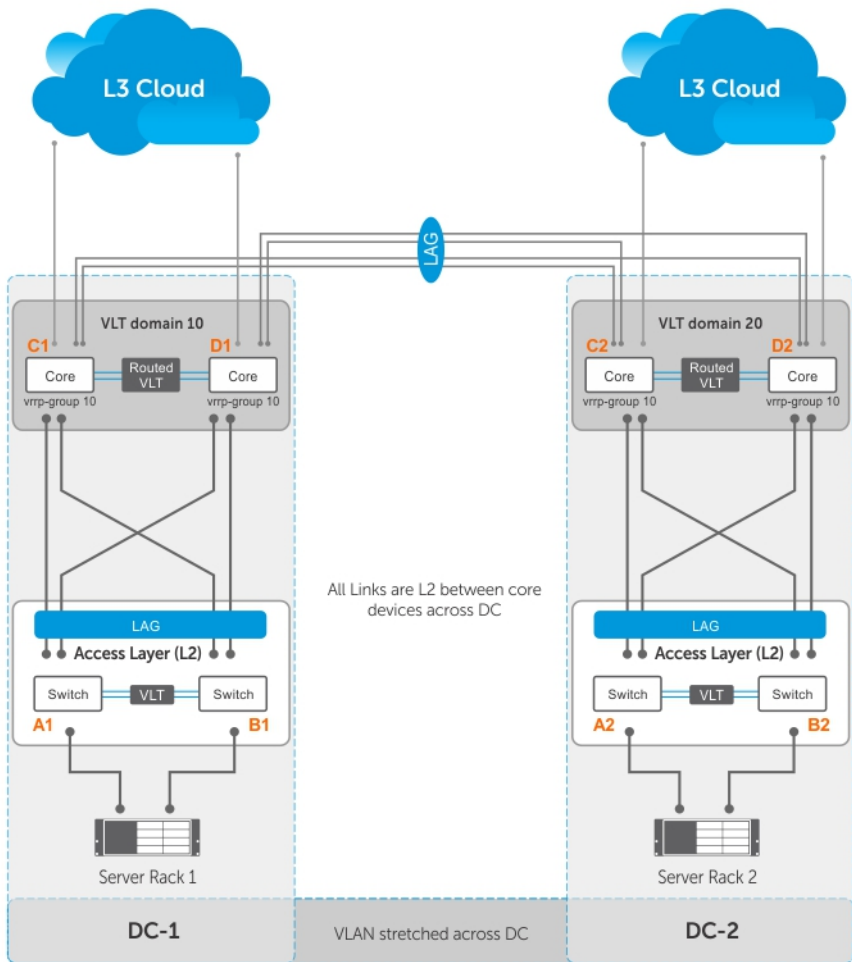 L3 Cloud
L3 Cloud
LAG
VLT domain 10
C1
D1
Core
Routed
VLT
Core
vrrp-group 10
vrrp-group 10
VLT domain 20
C2
D2
Core
Routed
VLT
Core
vrrp-group 10
vrrp-group 10
All Links are L2 between core
devices across DC
LAG
Access Layer (L2)
Switch
VLT
Switch
A1
B1
Server Rack 1
LAG
Access Layer (L2)
Switch
VLT
Switch
A2
B2
Server Rack 2
DC-1
VLAN stretched across DC
DC-2